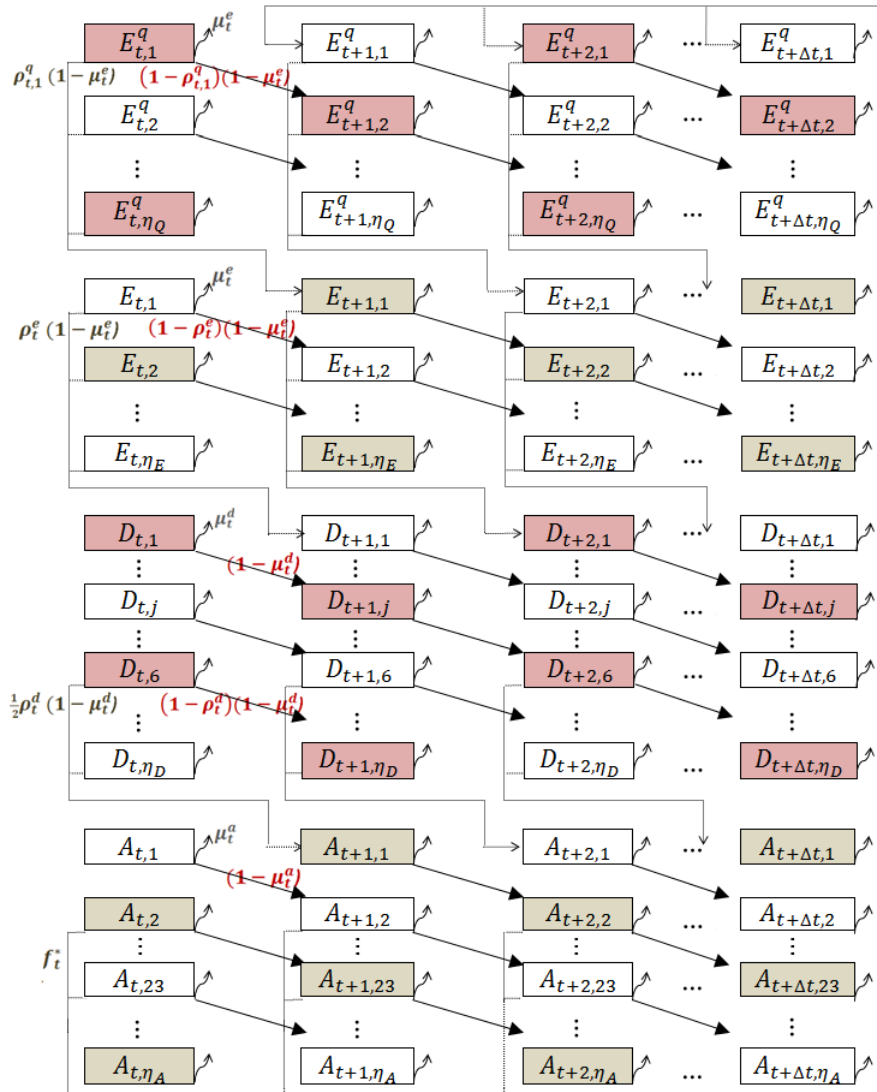 E^q_{t,1} μ^e_t E^q_{t+1,1} E^q_{t+2,1} ... E^q_{t+Δt,1}
ρ^q_{t,1} (1 − μ^e_t) (1 − ρ^q_{t,1})(1 − μ^e_t)
E^q_{t,2} E^q_{t+1,2} E^q_{t+2,2} ... E^q_{t+Δt,2}
⋮ ⋮ ⋮ ⋮
E^q_{t,η_Q} E^q_{t+1,η_Q} E^q_{t+2,η_Q} ... E^q_{t+Δt,η_Q}
μ^e_t
E_{t,1} E_{t+1,1} E_{t+2,1} ... E_{t+Δt,1}
ρ^e_t (1 − μ^e_t) (1 − ρ^e_t)(1 − μ^e_t)
E_{t,2} E_{t+1,2} E_{t+2,2} ... E_{t+Δt,2}
⋮ ⋮ ⋮ ⋮
E_{t,η_E} E_{t+1,η_E} E_{t+2,η_E} ... E_{t+Δt,η_E}
μ^d_t
D_{t,1} D_{t+1,1} D_{t+2,1} ... D_{t+Δt,1}
⋮ (1 − μ^d_t) ⋮ ⋮ ⋮
D_{t,j} D_{t+1,j} D_{t+2,j} ... D_{t+Δt,j}
⋮ ⋮ ⋮ ⋮
D_{t,6} D_{t+1,6} D_{t+2,6} ... D_{t+Δt,6}
½ρ^d_t (1 − μ^d_t) (1 − ρ^d_t)(1 − μ^d_t)
⋮ ⋮ ⋮ ⋮
D_{t,η_D} D_{t+1,η_D} D_{t+2,η_D} ... D_{t+Δt,η_D}
μ^a_t
A_{t,1} A_{t+1,1} A_{t+2,1} ... A_{t+Δt,1}
(1 − μ^a_t)
A_{t,2} A_{t+1,2} A_{t+2,2} ... A_{t+Δt,2}
f^*_t ⋮ ⋮ ⋮ ⋮
A_{t,23} A_{t+1,23} A_{t+2,23} ... A_{t+Δt,23}
⋮ ⋮ ⋮ ⋮
A_{t,η_A} A_{t+1,η_A} A_{t+2,η_A} ... A_{t+Δt,η_A}